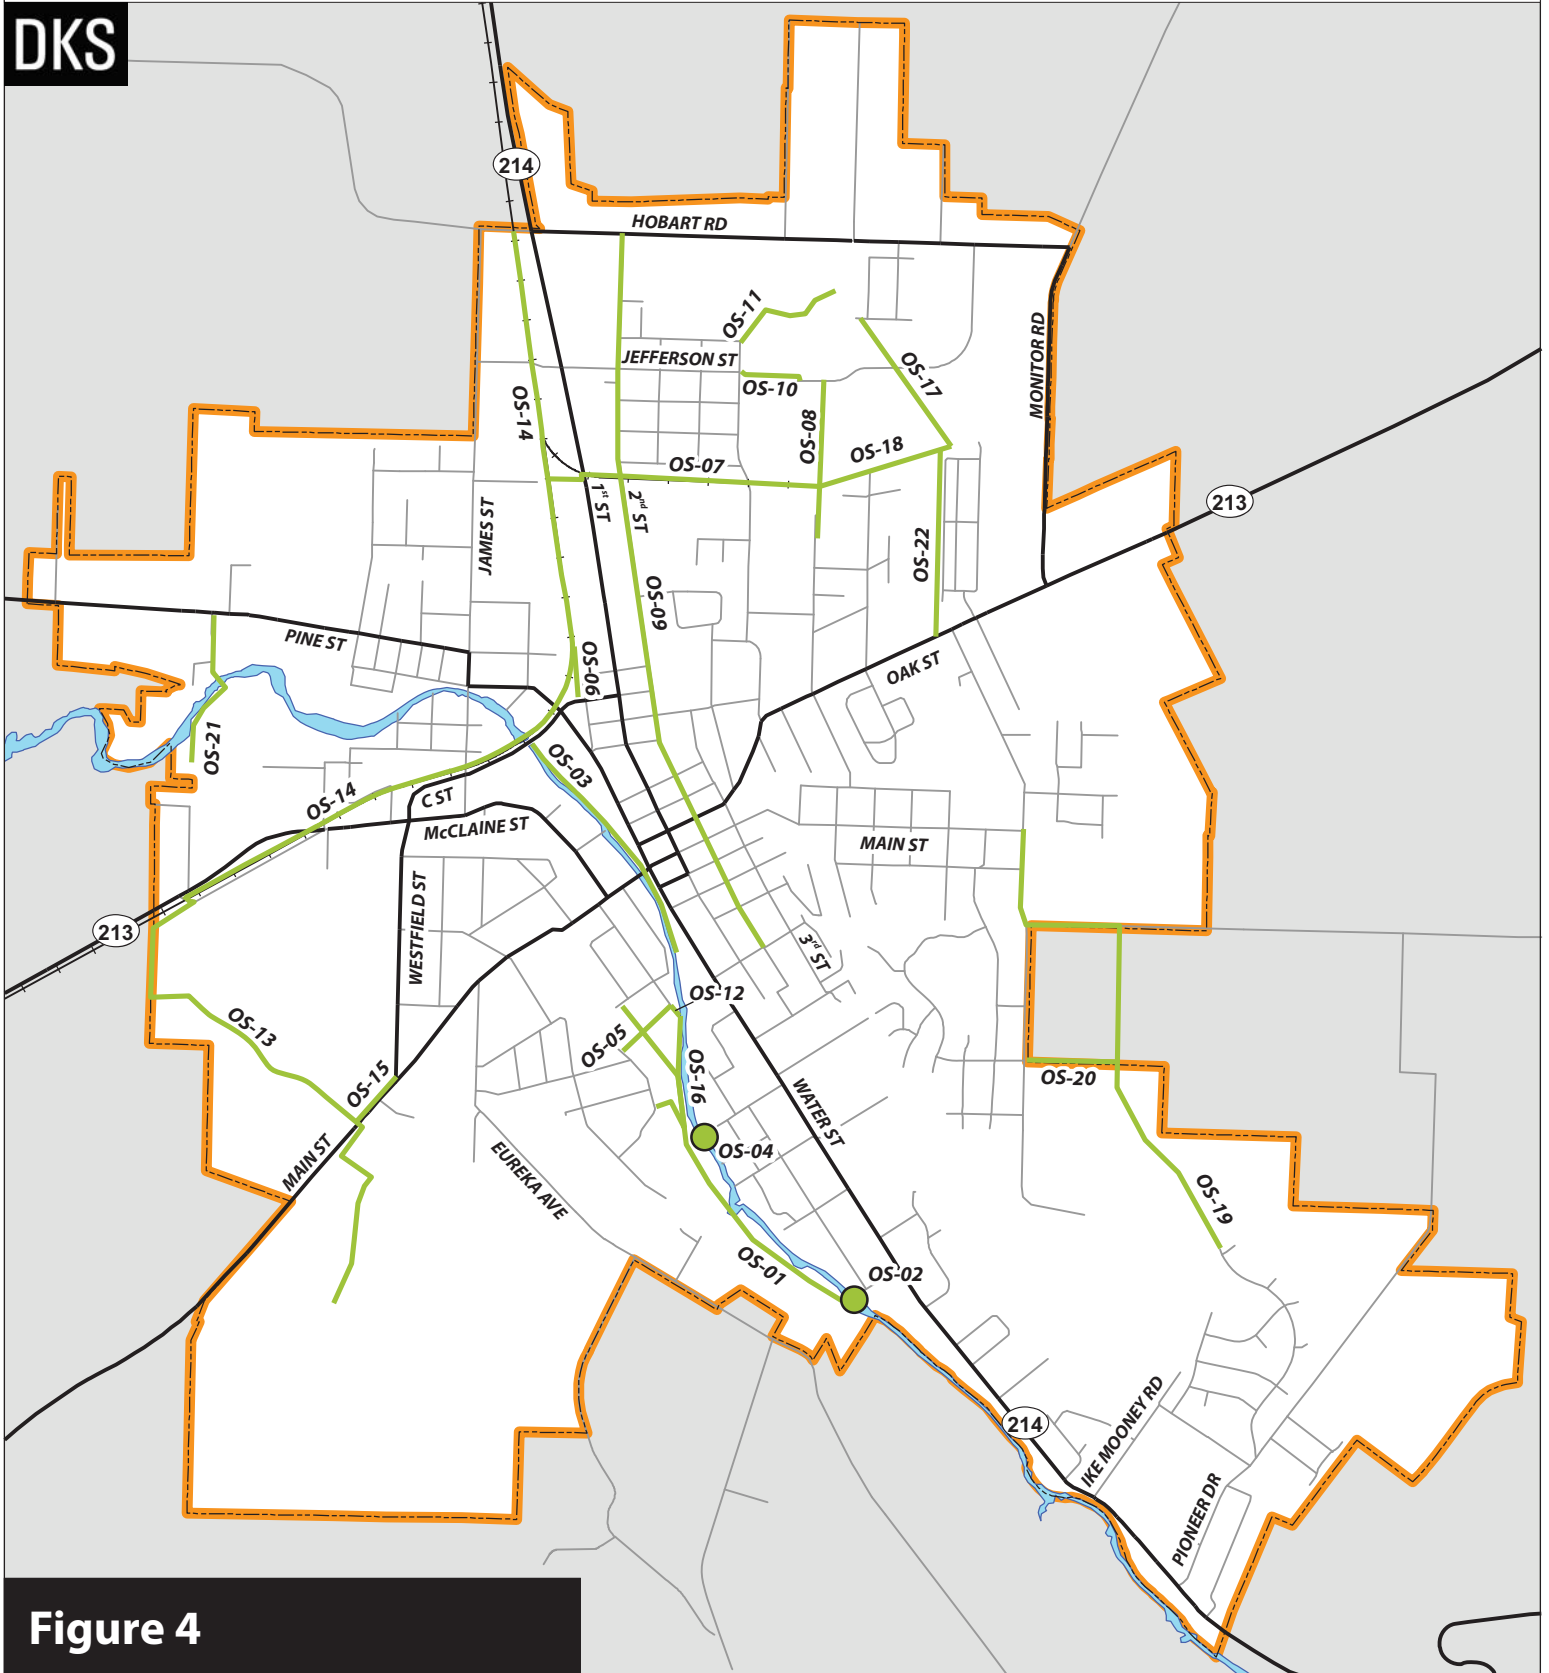 DKS
214
HOBART RD
OS-11
MONITOR RD
JEFFERSON ST
OS-17
OS-10
OS-14
OS-08
OS-18
OS-07
213
1st ST
2nd ST
JAMES ST
OS-22
OS-09
PINE ST
OS-06
OAK ST
OS-21
OS-03
OS-14
C ST
McCLAINE ST
MAIN ST
WESTFIELD ST
213
3rd ST
OS-12
OS-13
OS-05
OS-16
OS-15
OS-20
WATER ST
MAIN ST
OS-04
EUREKA AVE
OS-19
OS-01
OS-02
214
IKE MOONEY RD
PIONEER DR
Figure 4